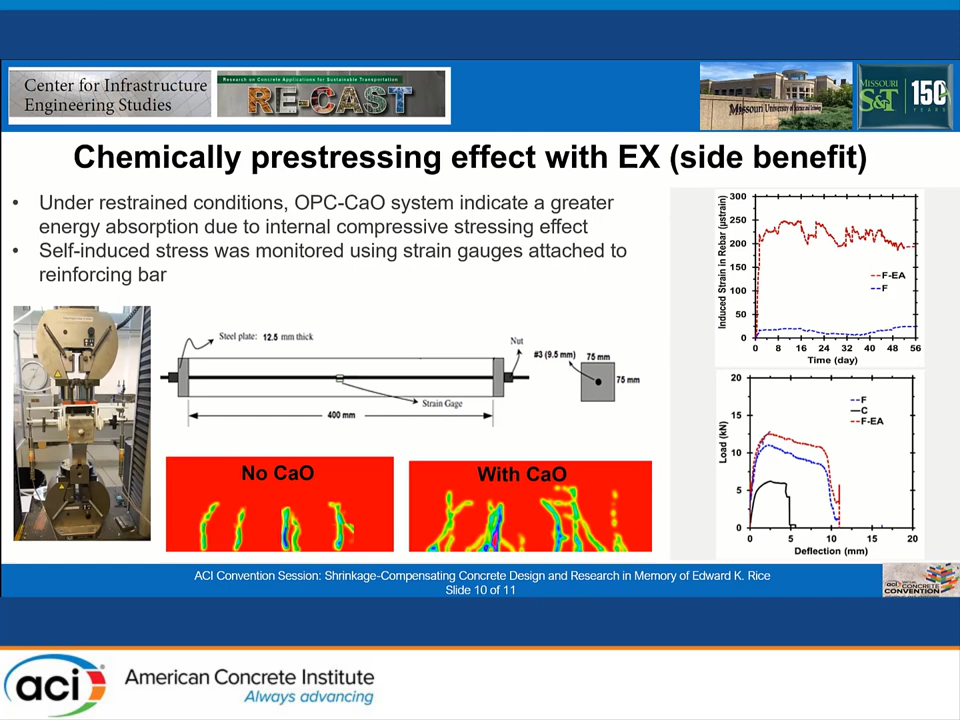 Center for Infrastructure
Engineering Studies
Research on Concrete Applications for Sustainable Transportation
RE-CAST
Missouri University of Science and Technology
MISSOURI
S&T
150
YEARS
Chemically prestressing effect with EX (side benefit)
• Under restrained conditions, OPC-CaO system indicate a greater
energy absorption due to internal compressive stressing effect
• Self-induced stress was monitored using strain gauges attached to
reinforcing bar
Steel plate: 12.5 mm thick
Nut
#3 (9.5 mm)
75 mm
75 mm
Strain Gage
400 mm
No CaO
With CaO
Induced Strain in Rebar (μstrain)
300
250
200
150
100
50
0
F-EA
F
0 8 16 24 32 40 48 56
Time (day)
Load (kN)
20
15
10
5
0
F
C
F-EA
0 5 10 15 20
Deflection (mm)
ACI Convention Session: Shrinkage-Compensating Concrete Design and Research in Memory of Edward K. Rice
Slide 10 of 11
aci
CONCRETE
CONVENTION
aci
American Concrete Institute
Always advancing